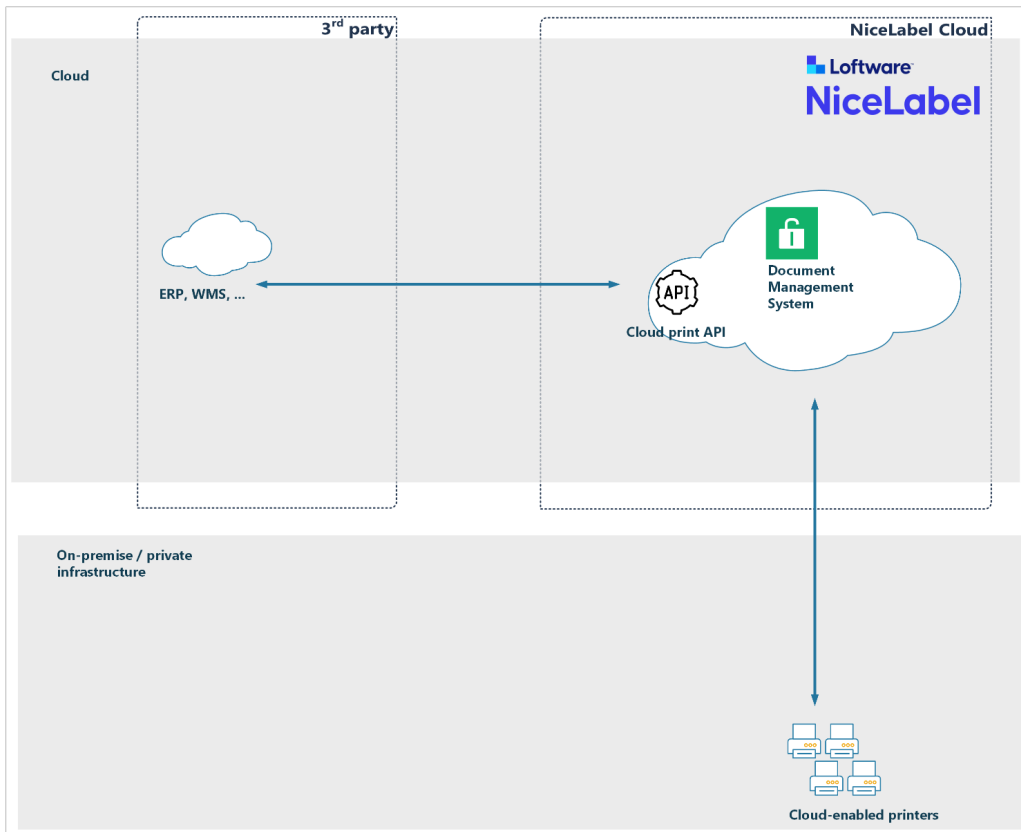 3rd party
NiceLabel Cloud
Cloud
Loftware™
NiceLabel
ERP, WMS, ...
API
Cloud print API
Document
Management
System
On-premise / private
infrastructure
Cloud-enabled printers